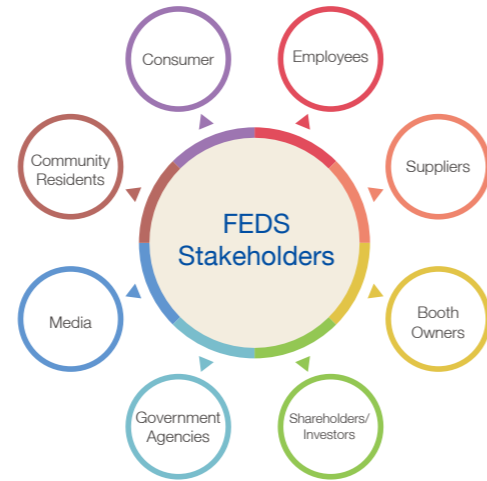 Consumer
Employees
Community
Residents
Suppliers
FEDS
Stakeholders
Media
Booth
Owners
Government
Agencies
Shareholders/
Investors